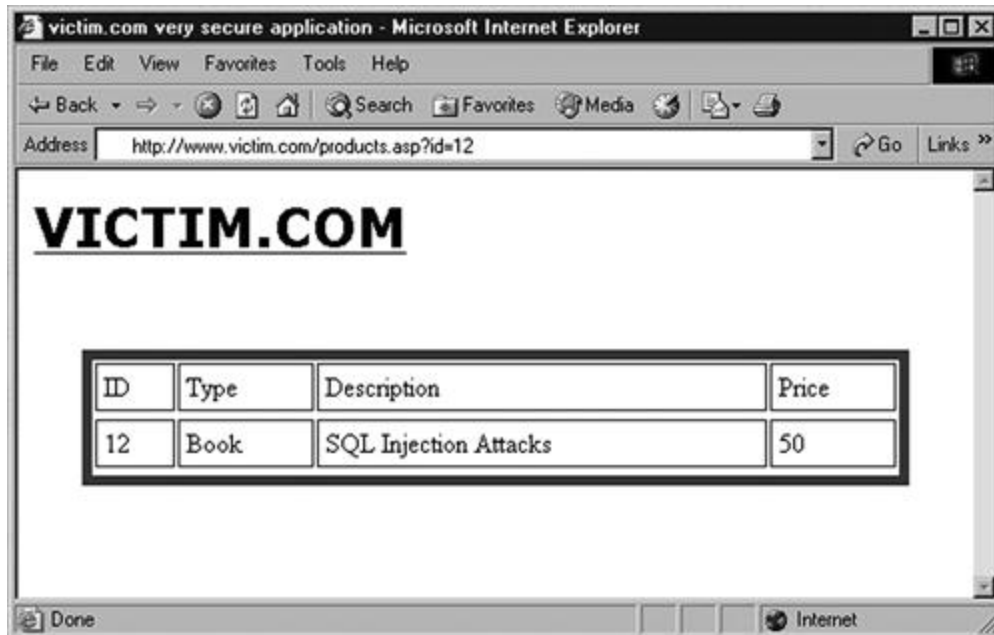 victim.com very secure application - Microsoft Internet Explorer
File Edit View Favorites Tools Help
Back Search Favorites Media
Address http://www.victim.com/products.asp?id=12 Go Links »
VICTIM.COM
ID Type Description Price
12 Book SQL Injection Attacks 50
Done Internet